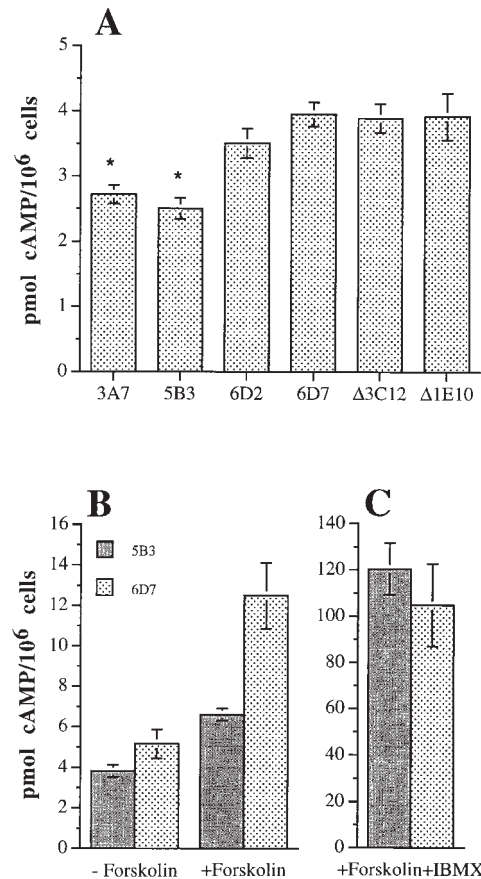 A
pmol cAMP/10⁶ cells
5
4
3
2
1
0
* *
3A7 5B3 6D2 6D7 Δ3C12 Δ1E10
B
pmol cAMP/10⁶ cells
16
14
12
10
8
6
4
2
0
5B3
6D7
- Forskolin +Forskolin
C
140
120
100
80
60
40
20
0
+Forskolin+IBMX